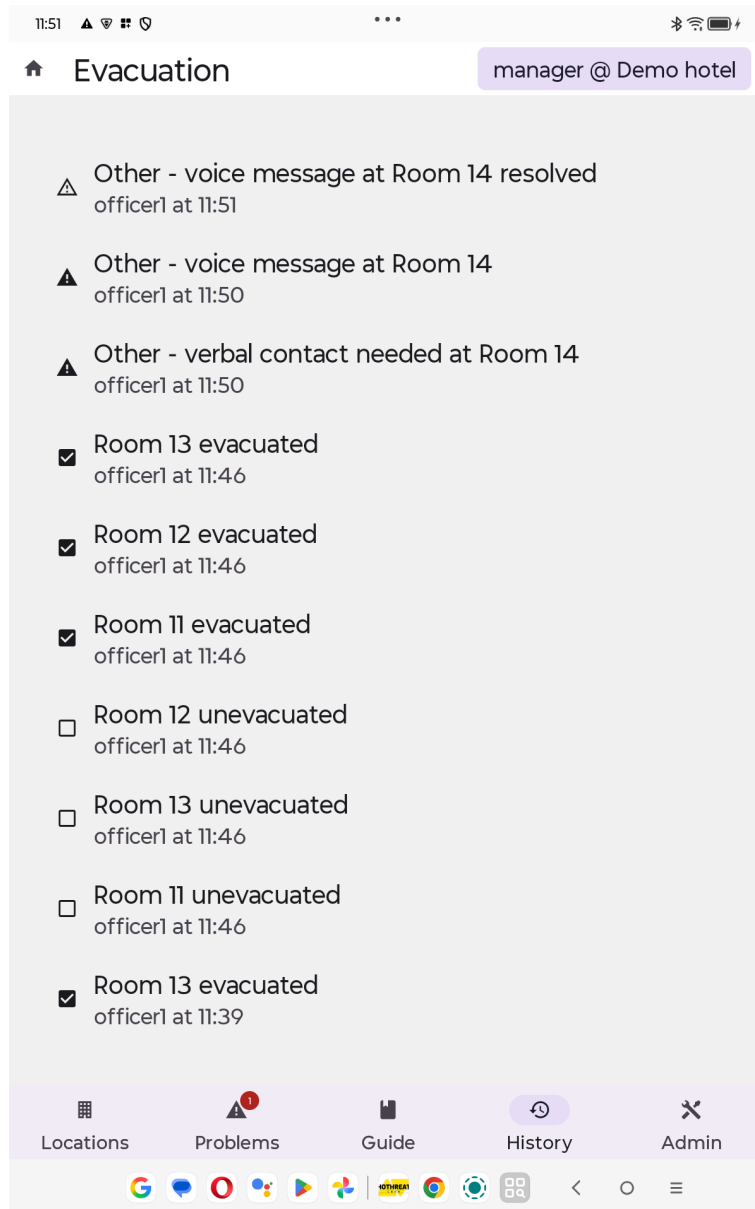 11:51
Evacuation
manager @ Demo hotel
Other - voice message at Room 14 resolved
officer1 at 11:51
Other - voice message at Room 14
officer1 at 11:50
Other - verbal contact needed at Room 14
officer1 at 11:50
Room 13 evacuated
officer1 at 11:46
Room 12 evacuated
officer1 at 11:46
Room 11 evacuated
officer1 at 11:46
Room 12 unevacuated
officer1 at 11:46
Room 13 unevacuated
officer1 at 11:46
Room 11 unevacuated
officer1 at 11:46
Room 13 evacuated
officer1 at 11:39
1
Locations
Problems
Guide
History
Admin